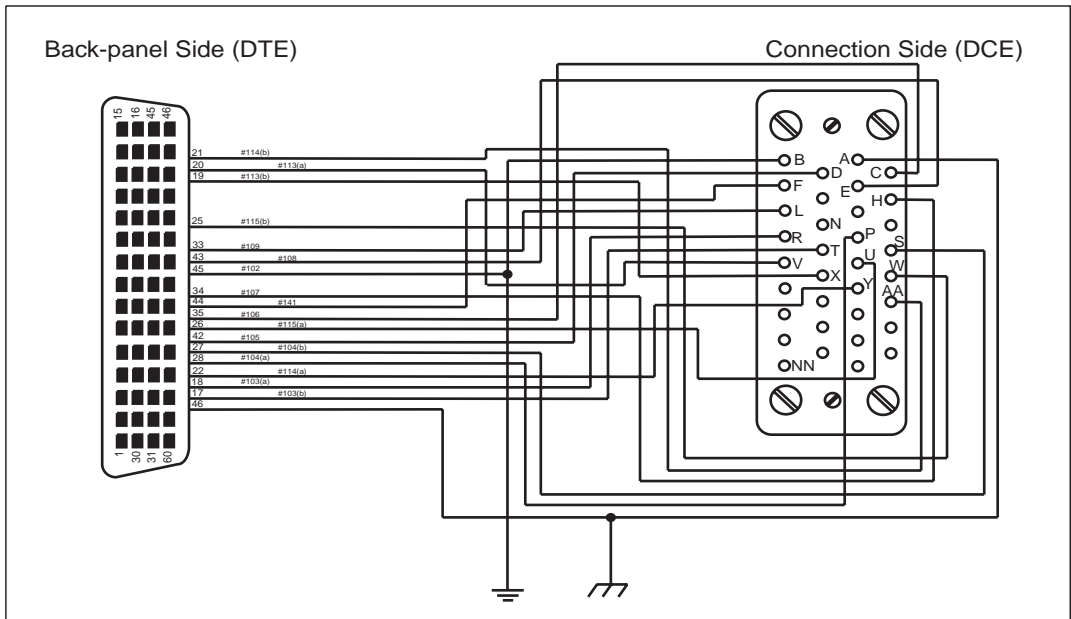 Back-panel Side (DTE)
Connection Side (DCE)
15 16 45 46
21 #114(b)
20 #113(a)
19 #113(b)
25 #115(b)
33 #109
43 #108
45 #102
34 #107
44 #141
35 #106
26 #115(a)
42 #105
27 #104(b)
28 #104(a)
22 #114(a)
18 #103(a)
17 #103(b)
46
1 30 31 60
B A
D C
F E
H
L
N
R P
T S
U
V W
X Y
AA
NN